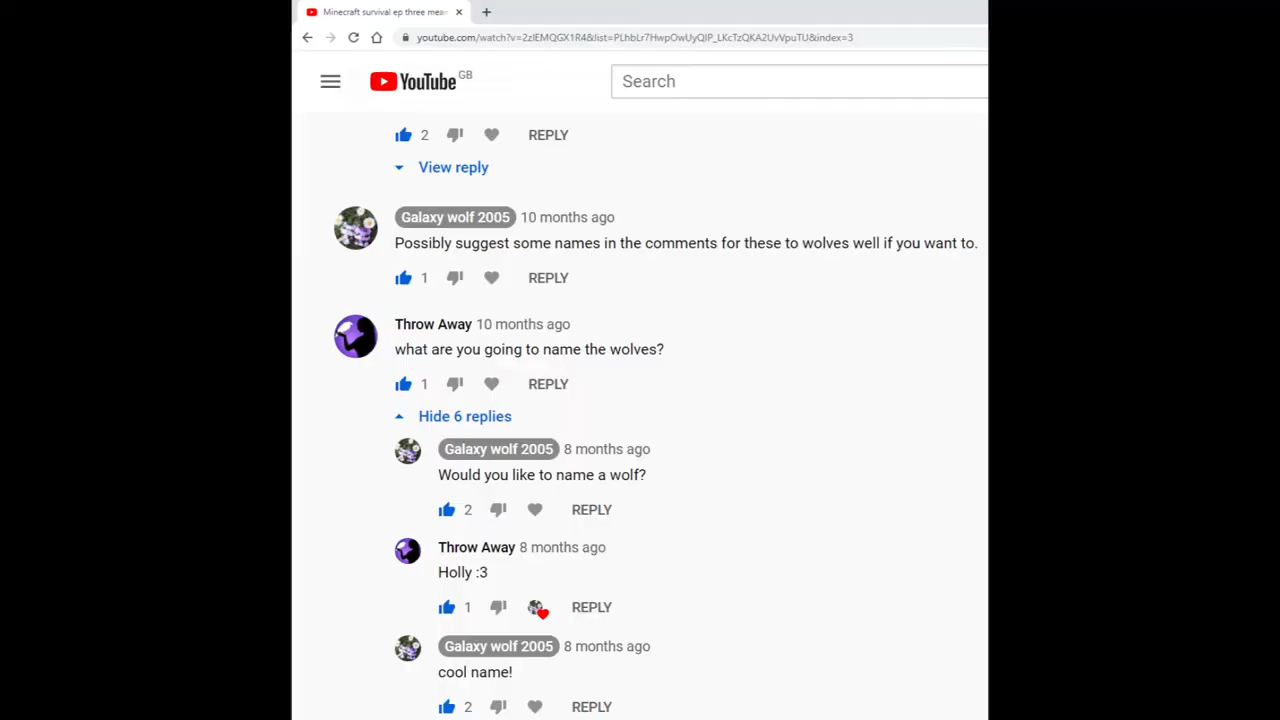 Minecraft survival ep three mea
youtube.com/watch?v=2zIEMQGX1R4&list=PLhbLr7HwpOwUyQIP_LKcTzQKA2UvVpuTU&index=3
YouTube GB
Search
2 REPLY
View reply
Galaxy wolf 2005 10 months ago
Possibly suggest some names in the comments for these to wolves well if you want to.
1 REPLY
Throw Away 10 months ago
what are you going to name the wolves?
1 REPLY
Hide 6 replies
Galaxy wolf 2005 8 months ago
Would you like to name a wolf?
2 REPLY
Throw Away 8 months ago
Holly :3
1 REPLY
Galaxy wolf 2005 8 months ago
cool name!
2 REPLY